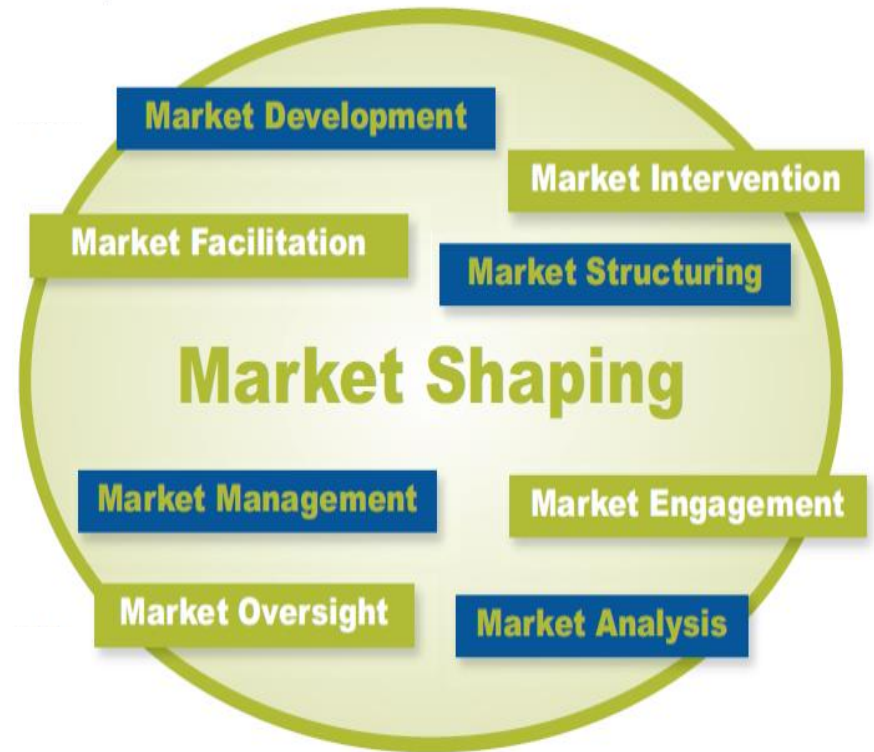 Market Development
Market Intervention
Market Facilitation
Market Structuring
Market Shaping
Market Management
Market Engagement
Market Oversight
Market Analysis